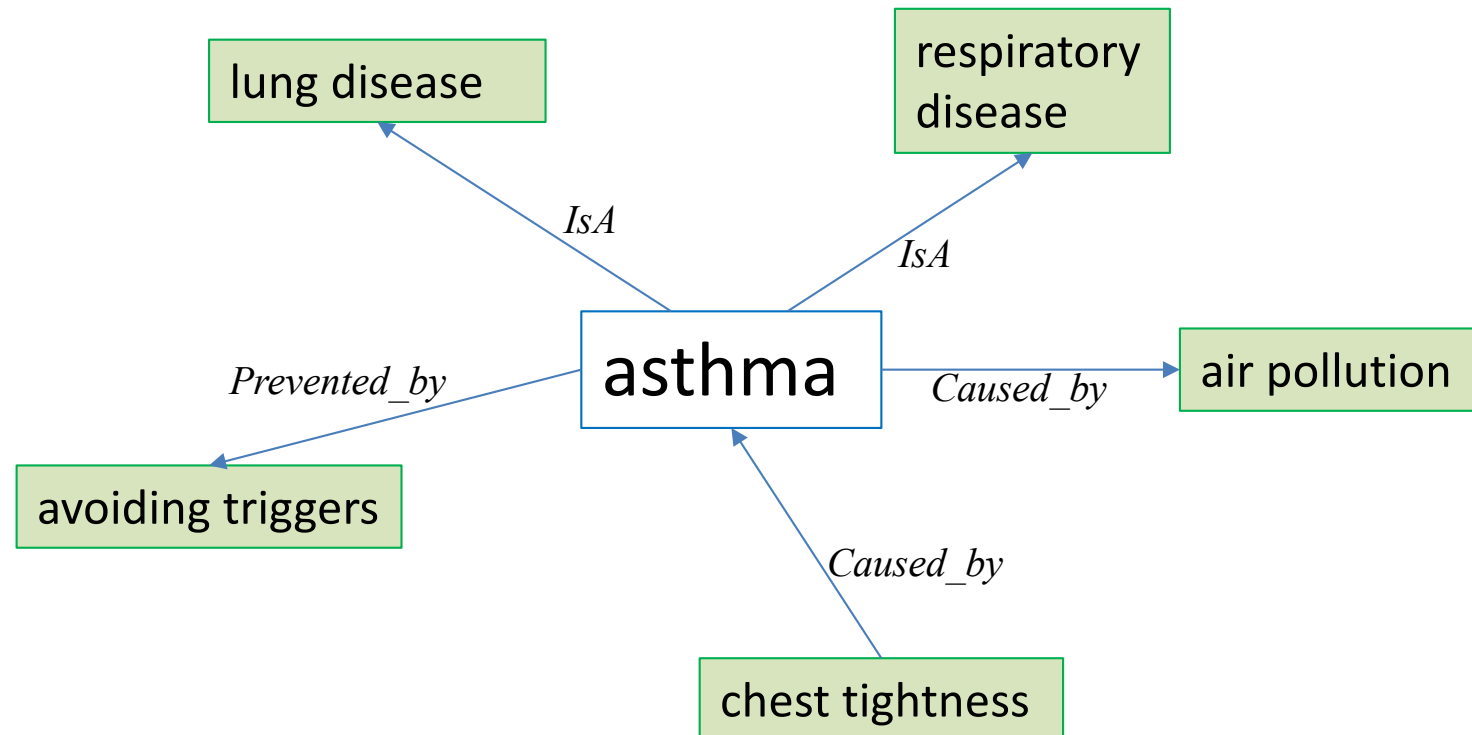 lung disease
respiratory
disease
IsA
IsA
asthma
Prevented_by
Caused_by
air pollution
avoiding triggers
Caused_by
chest tightness